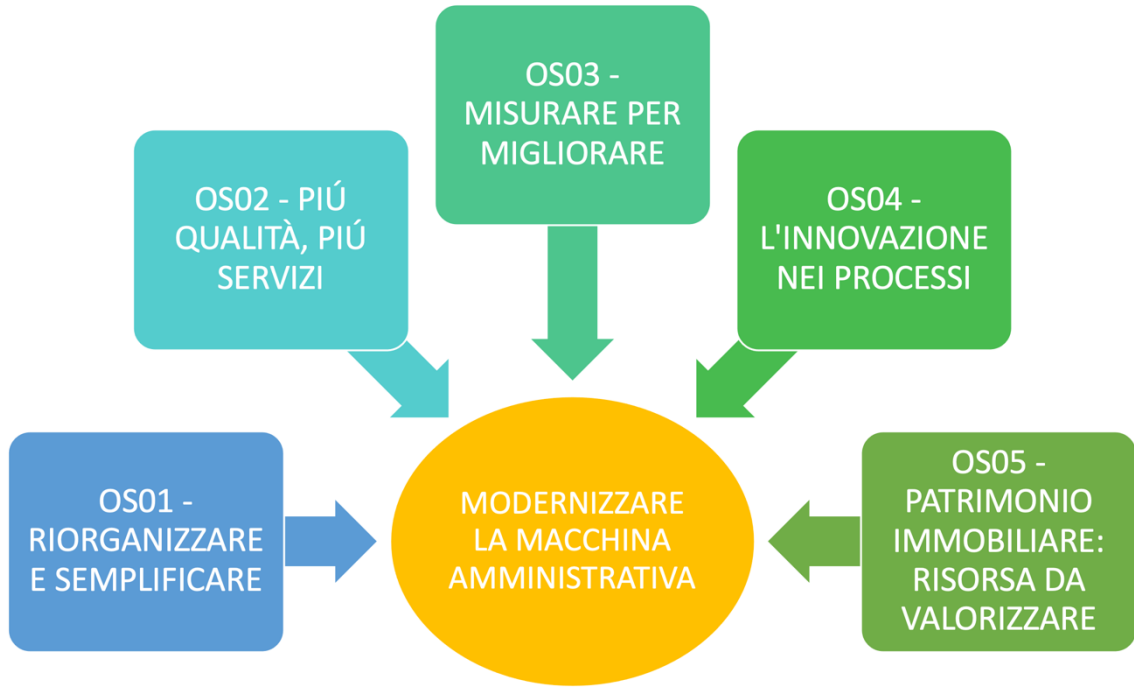 OS01 -
RIORGANIZZARE
E SEMPLIFICARE
OS02 - PIÚ
QUALITÀ, PIÚ
SERVIZI
OS03 -
MISURARE PER
MIGLIORARE
OS04 -
L'INNOVAZIONE
NEI PROCESSI
OS05 -
PATRIMONIO
IMMOBILIARE:
RISORSA DA
VALORIZZARE
MODERNIZZARE
LA MACCHINA
AMMINISTRATIVA